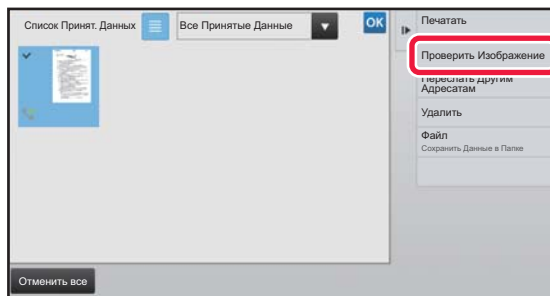 Список Принят. Данных
Все Принятые Данные
OK
Отменить все
Печатать
Проверить Изображение
Переслать Другим
Адресатам
Удалить
Файл
Сохранить Данные в Папке